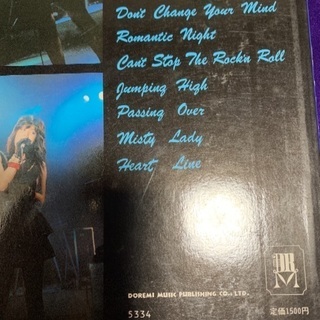 Don't Change Your Mind
Romantic Night
Can't Stop The Rock'n Roll
Jumping High
Passing Over
Misty Lady
Heart Line
DOREMI MUSIC PUBLISHING CO., LTD.
5334
定価1,500円